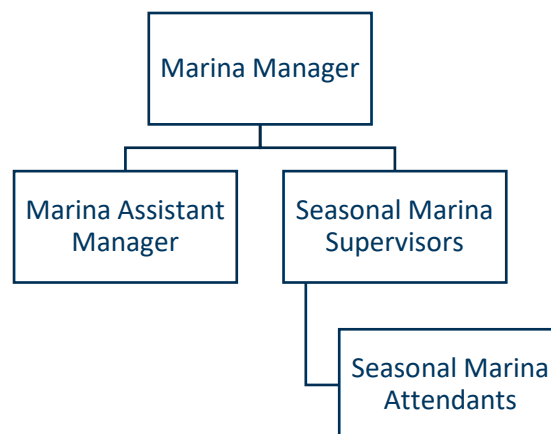 Marina Manager
Marina Assistant
Manager
Seasonal Marina
Supervisors
Seasonal Marina
Attendants